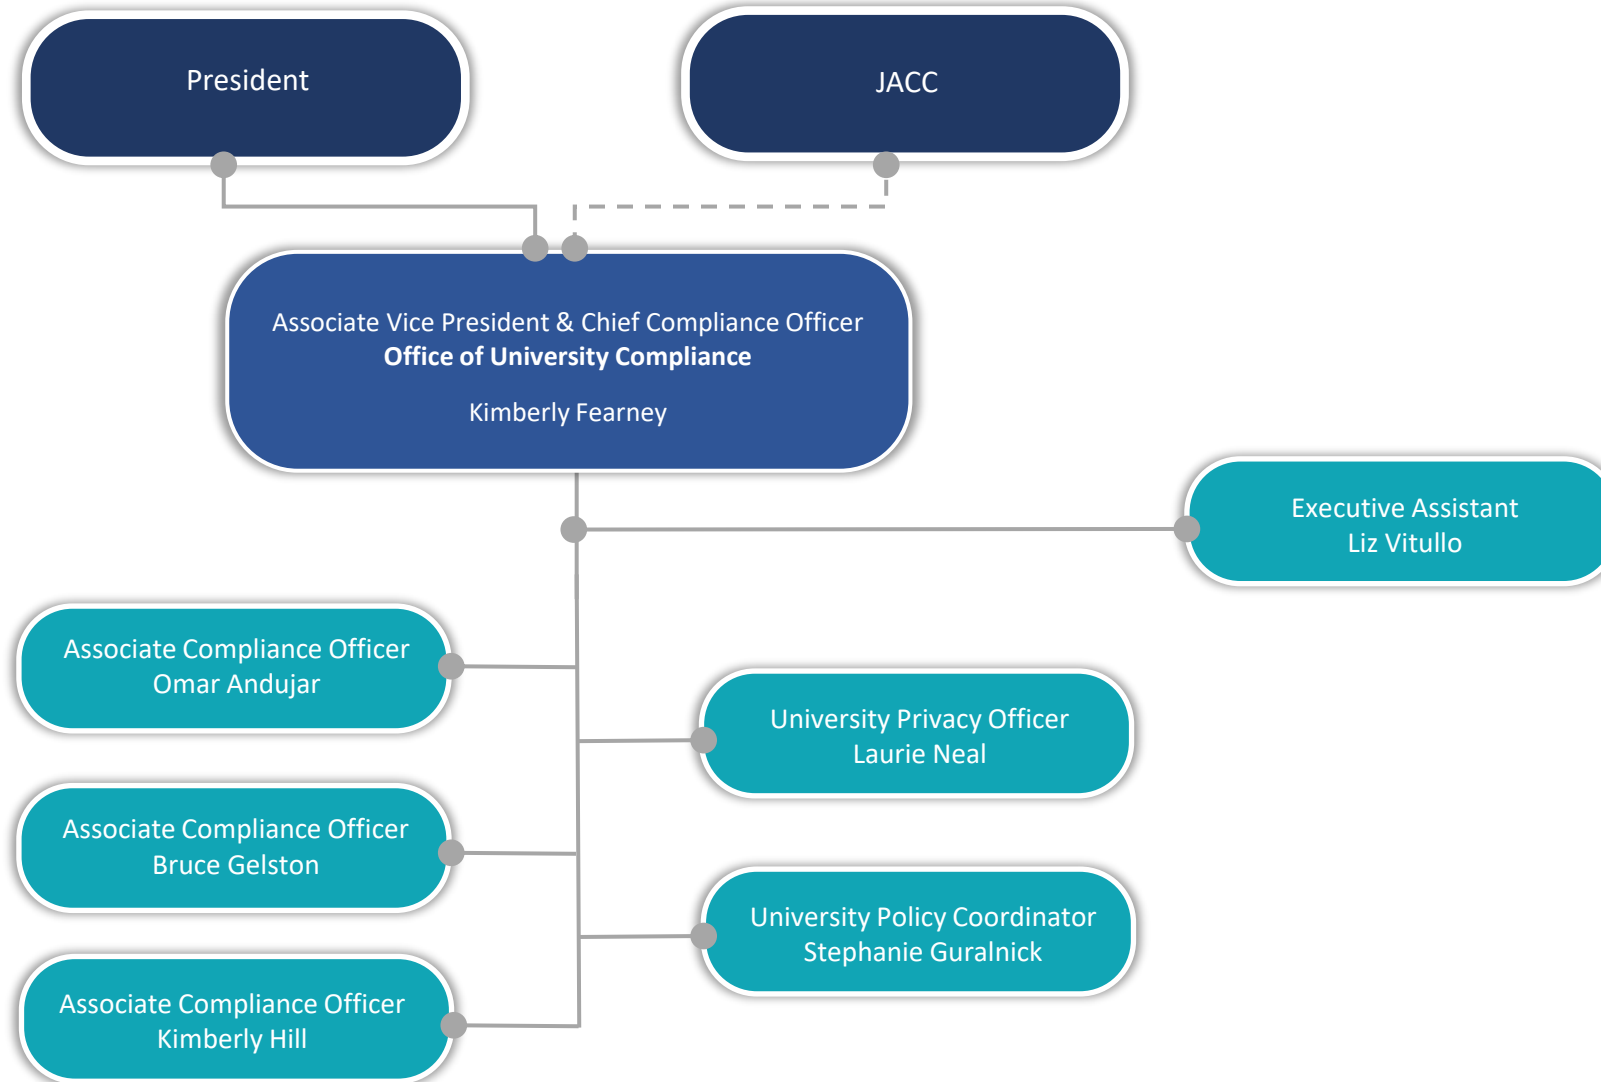 President
JACC
Associate Vice President & Chief Compliance Officer
Office of University Compliance
Kimberly Fearney
Executive Assistant
Liz Vitullo
Associate Compliance Officer
Omar Andujar
University Privacy Officer
Laurie Neal
Associate Compliance Officer
Bruce Gelston
University Policy Coordinator
Stephanie Guralnick
Associate Compliance Officer
Kimberly Hill